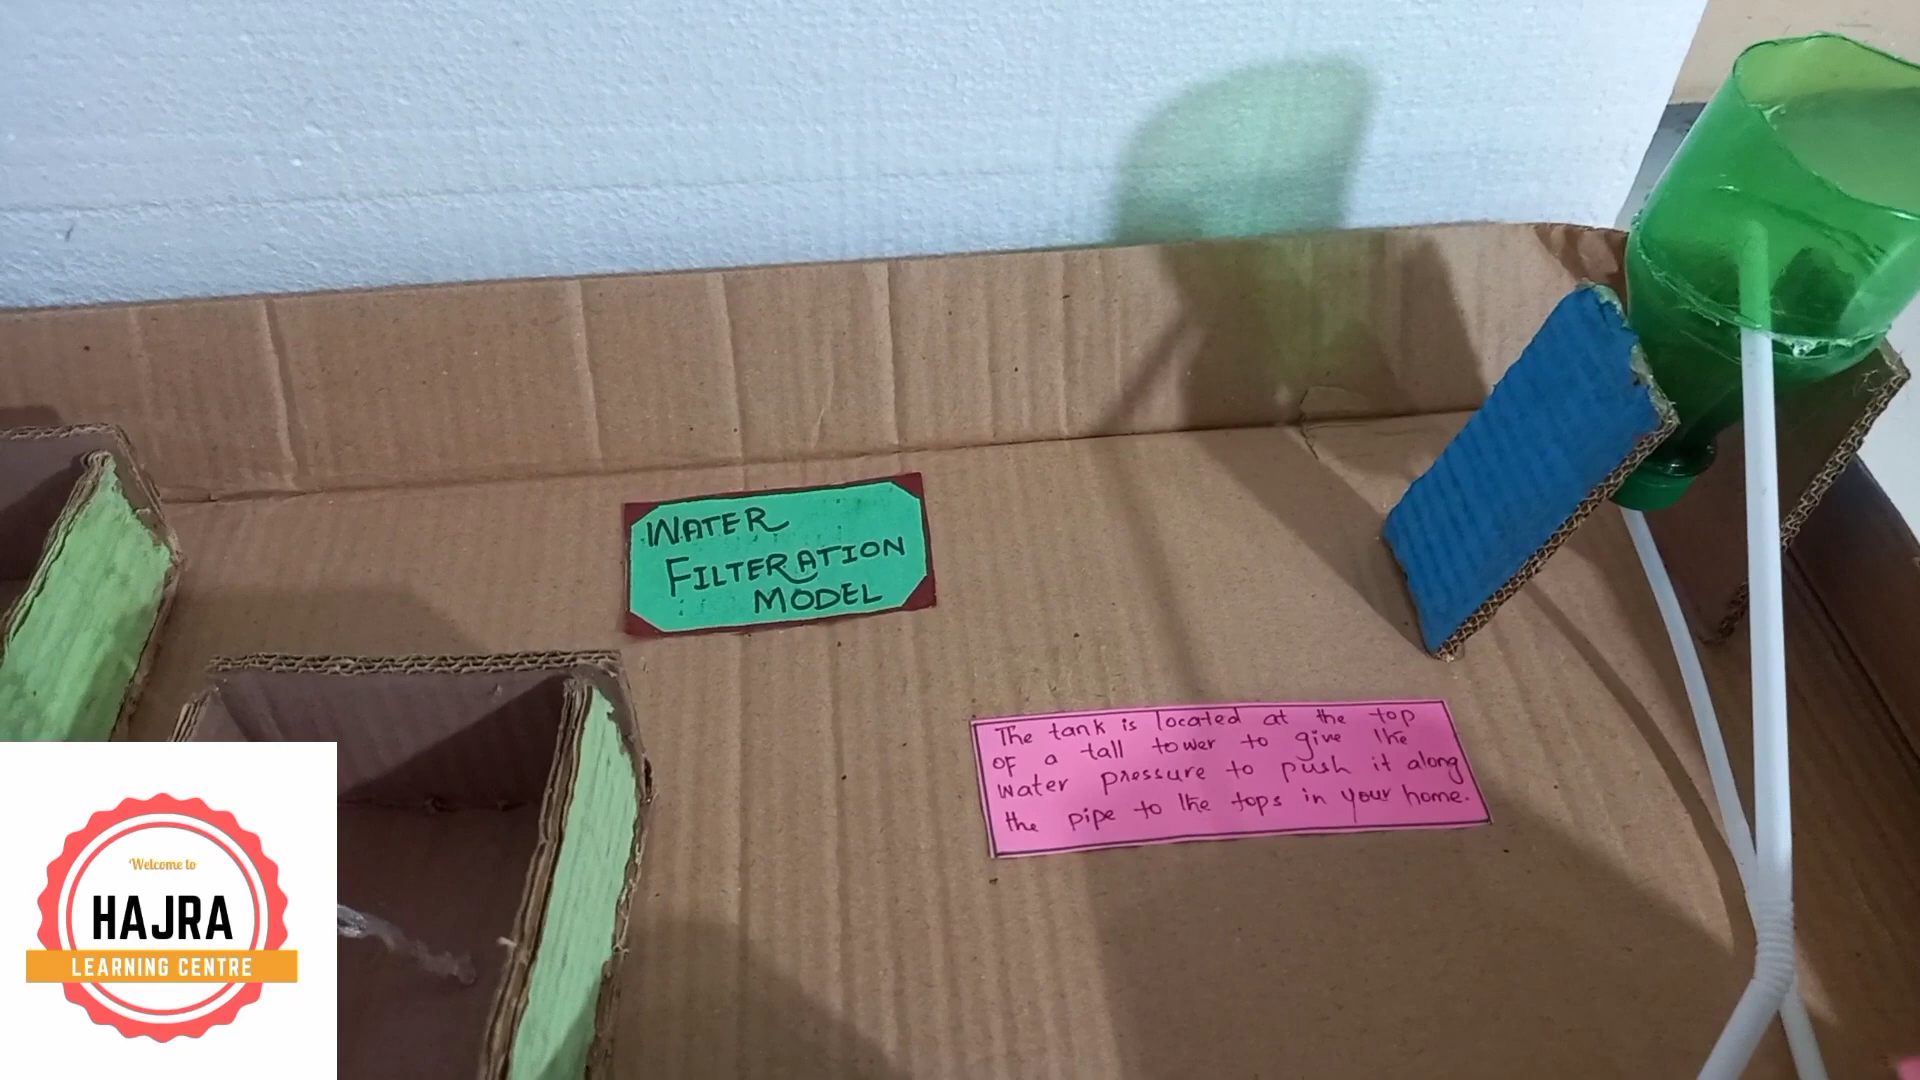 WATER
FILTERATION
MODEL
The tank is located at the top
of a tall tower to give the
water pressure to push it along
the pipe to the tops in your home.
Welcome to
HAJRA
LEARNING CENTRE